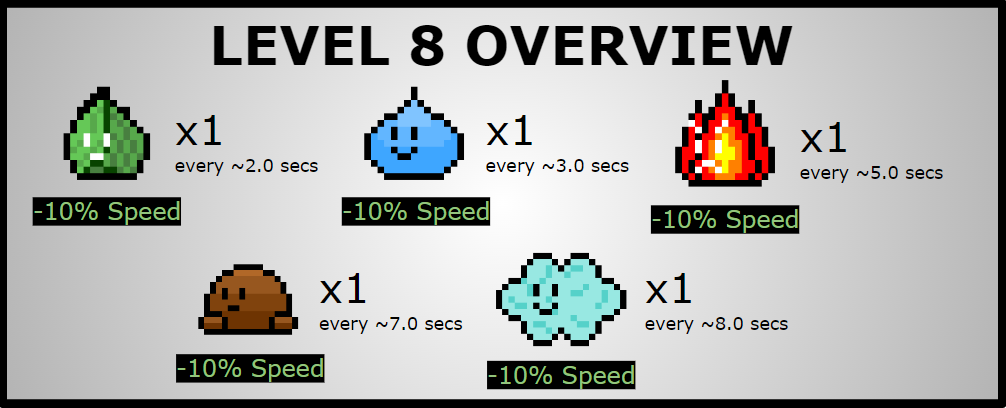 LEVEL 8 OVERVIEW
x1
every ~2.0 secs
-10% Speed
x1
every ~3.0 secs
-10% Speed
x1
every ~5.0 secs
-10% Speed
x1
every ~7.0 secs
-10% Speed
x1
every ~8.0 secs
-10% Speed